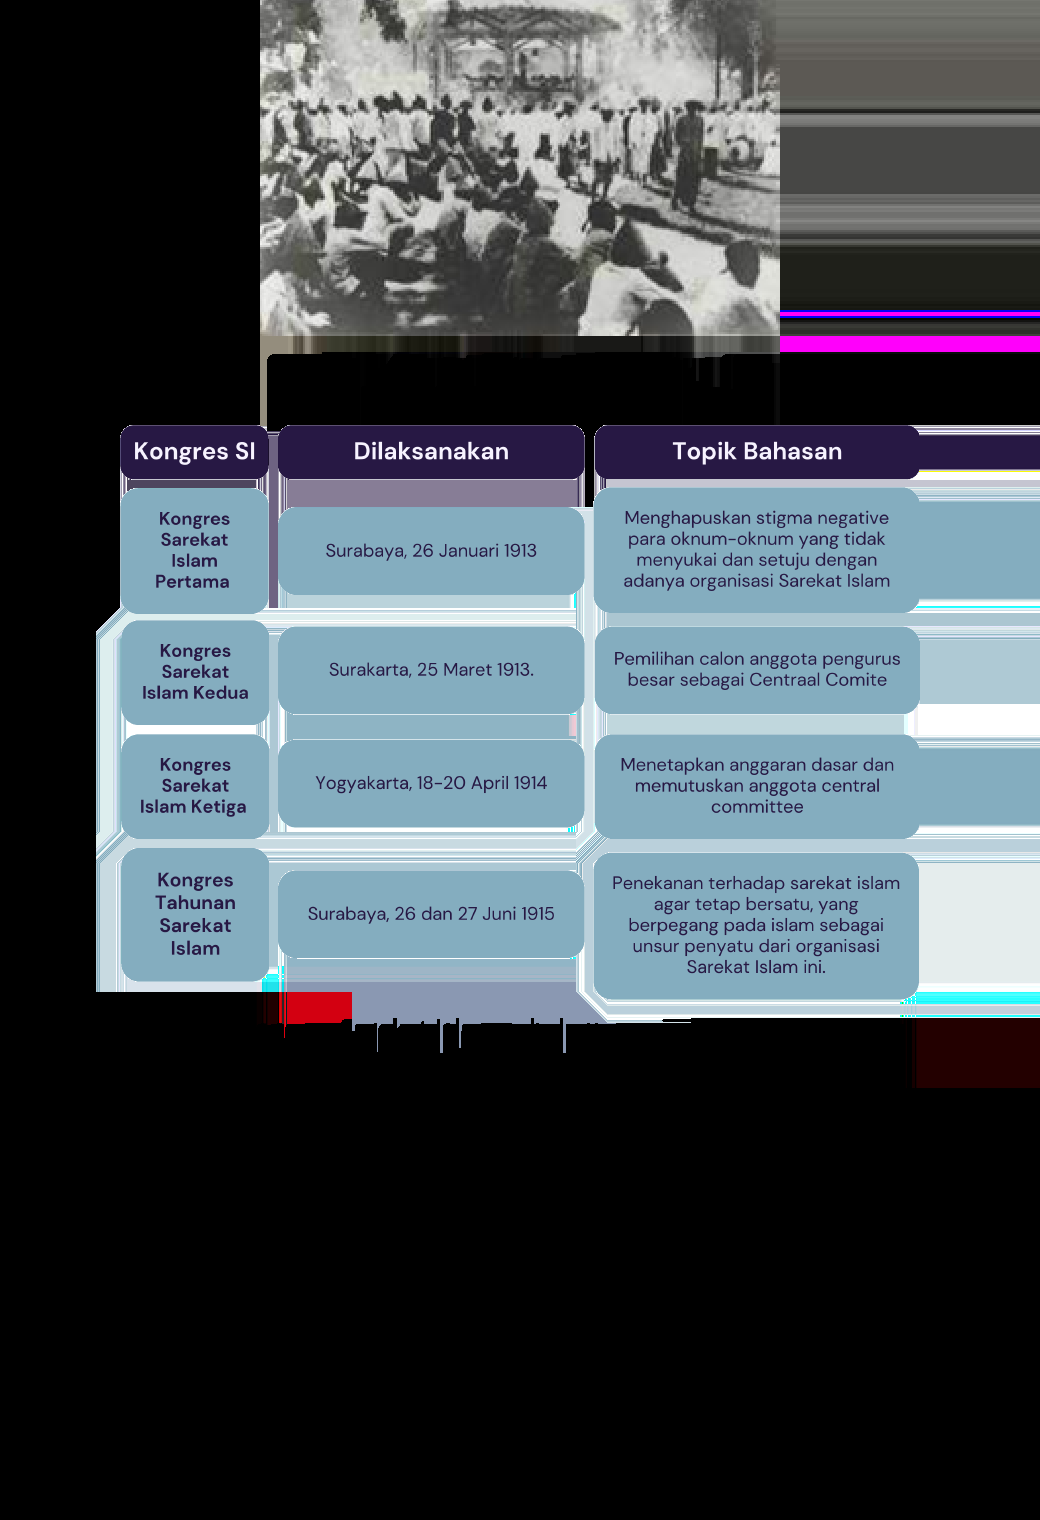 Kongres SI
Dilaksanakan
Topik Bahasan
Kongres
Sarekat
Islam
Pertama
Surabaya, 26 Januari 1913
Menghapuskan stigma negative
para oknum-oknum yang tidak
menyukai dan setuju dengan
adanya organisasi Sarekat Islam
Kongres
Sarekat
Islam Kedua
Surakarta, 25 Maret 1913.
Pemilihan calon anggota pengurus
besar sebagai Centraal Comite
Kongres
Sarekat
Islam Ketiga
Yogyakarta, 18-20 April 1914
Menetapkan anggaran dasar dan
memutuskan anggota central
committee
Kongres
Tahunan
Sarekat
Islam
Surabaya, 26 dan 27 Juni 1915
Penekanan terhadap sarekat islam
agar tetap bersatu, yang
berpegang pada islam sebagai
unsur penyatu dari organisasi
Sarekat Islam ini.